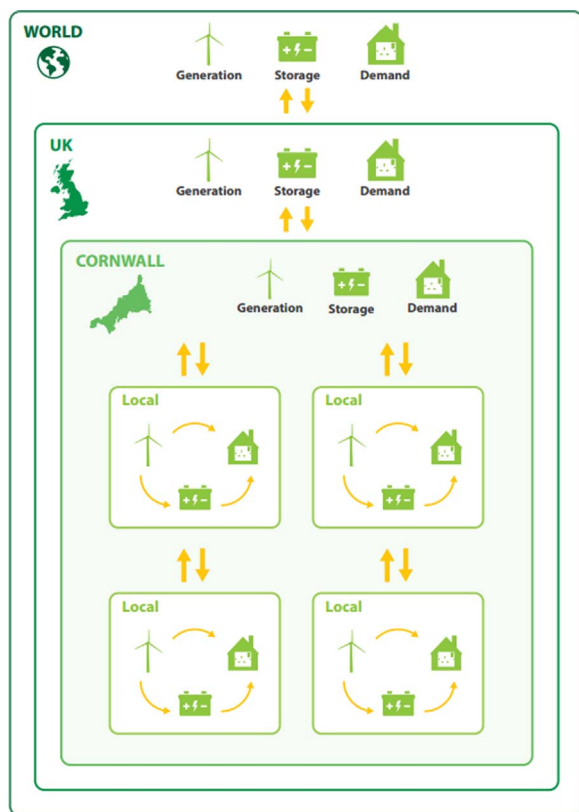 WORLD
Generation Storage Demand
UK
Generation Storage Demand
CORNWALL
Generation Storage Demand
Local Local
Local Local